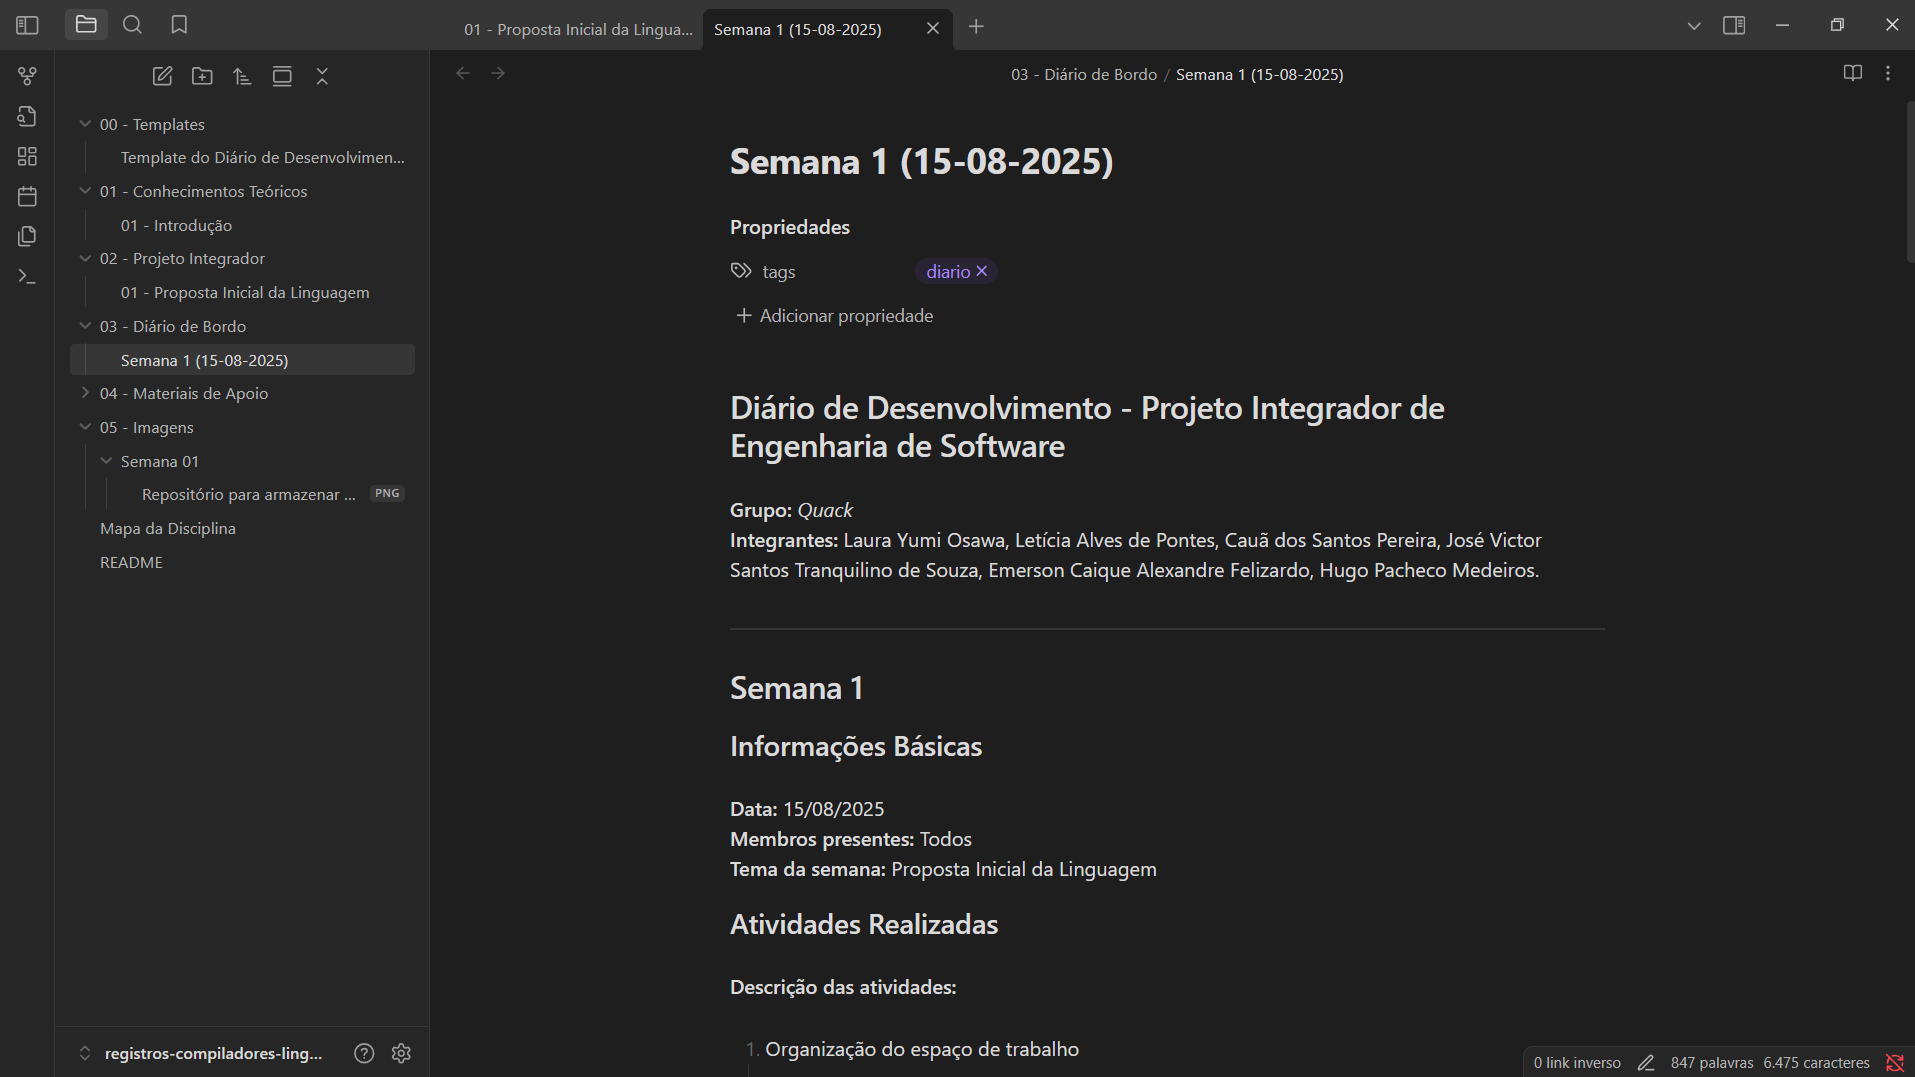 01 - Proposta Inicial da Lingua...
Semana 1 (15-08-2025)
03 - Diário de Bordo / Semana 1 (15-08-2025)
00 - Templates
Template do Diário de Desenvolvimen...
01 - Conhecimentos Teóricos
01 - Introdução
02 - Projeto Integrador
01 - Proposta Inicial da Linguagem
03 - Diário de Bordo
Semana 1 (15-08-2025)
04 - Materiais de Apoio
05 - Imagens
Semana 01
Repositório para armazenar ... PNG
Mapa da Disciplina
README
registros-compiladores-ling...
Semana 1 (15-08-2025)
Propriedades
tags diario
Adicionar propriedade
Diário de Desenvolvimento - Projeto Integrador de
Engenharia de Software
Grupo: Quack
Integrantes: Laura Yumi Osawa, Letícia Alves de Pontes, Cauã dos Santos Pereira, José Victor
Santos Tranquilino de Souza, Emerson Caique Alexandre Felizardo, Hugo Pacheco Medeiros.
Semana 1
Informações Básicas
Data: 15/08/2025
Membros presentes: Todos
Tema da semana: Proposta Inicial da Linguagem
Atividades Realizadas
Descrição das atividades:
1. Organização do espaço de trabalho
0 link inverso 847 palavras 6.475 caracteres